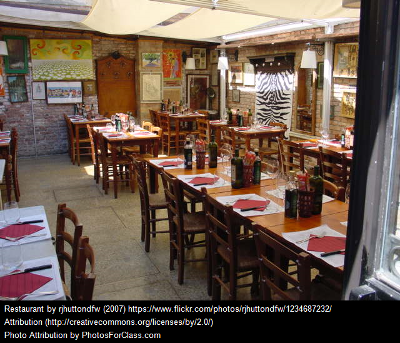 Restaurant by rjhuttondfw (2007) https://www.flickr.com/photos/rjhuttondfw/1234687232/
Attribution (http://creativecommons.org/licenses/by/2.0/)
Photo Attribution by PhotosForClass.com